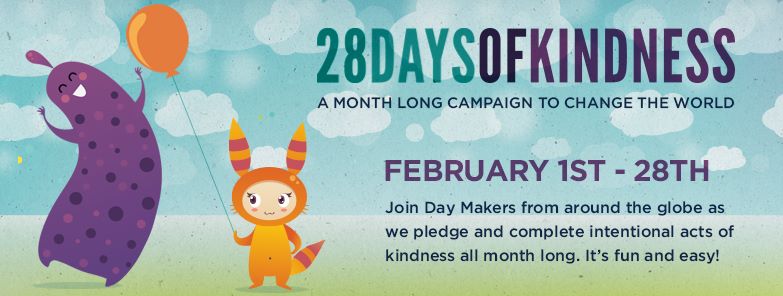 28DAYSOFKINDNESS
A MONTH LONG CAMPAIGN TO CHANGE THE WORLD
FEBRUARY 1ST - 28TH
Join Day Makers from around the globe as
we pledge and complete intentional acts of
kindness all month long. It's fun and easy!